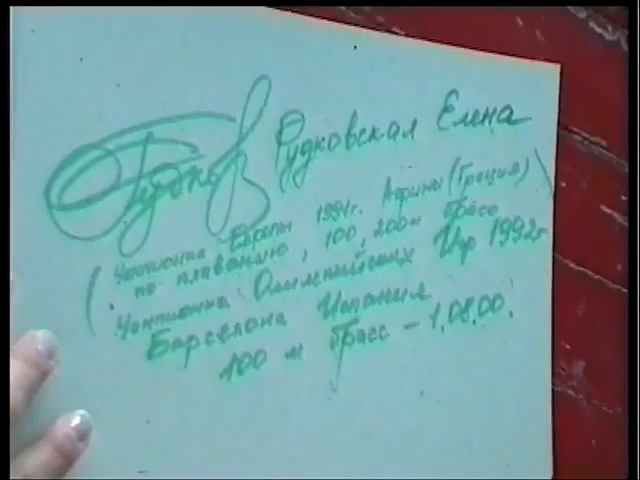 Рудковская Елена
(Чемпионка Европы 1991г. Афины (Греция)
по плаванию, 100, 200м брасс)
Чемпионка Олимпийских Игр 1992г
Барселона Испания
100 м брасс – 1.08.00.